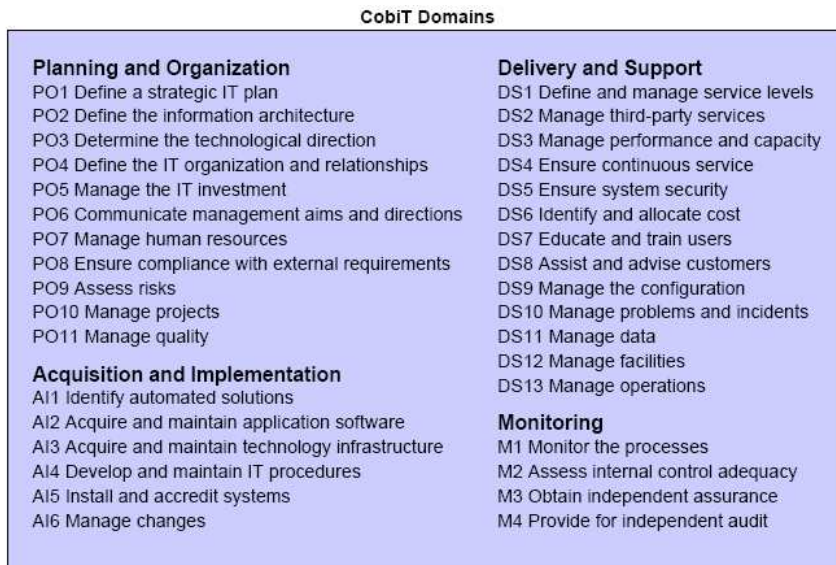 CobiT Domains
Planning and Organization
PO1 Define a strategic IT plan
PO2 Define the information architecture
PO3 Determine the technological direction
PO4 Define the IT organization and relationships
PO5 Manage the IT investment
PO6 Communicate management aims and directions
PO7 Manage human resources
PO8 Ensure compliance with external requirements
PO9 Assess risks
PO10 Manage projects
PO11 Manage quality
Acquisition and Implementation
AI1 Identify automated solutions
AI2 Acquire and maintain application software
AI3 Acquire and maintain technology infrastructure
AI4 Develop and maintain IT procedures
AI5 Install and accredit systems
AI6 Manage changes
Delivery and Support
DS1 Define and manage service levels
DS2 Manage third-party services
DS3 Manage performance and capacity
DS4 Ensure continuous service
DS5 Ensure system security
DS6 Identify and allocate cost
DS7 Educate and train users
DS8 Assist and advise customers
DS9 Manage the configuration
DS10 Manage problems and incidents
DS11 Manage data
DS12 Manage facilities
DS13 Manage operations
Monitoring
M1 Monitor the processes
M2 Assess internal control adequacy
M3 Obtain independent assurance
M4 Provide for independent audit